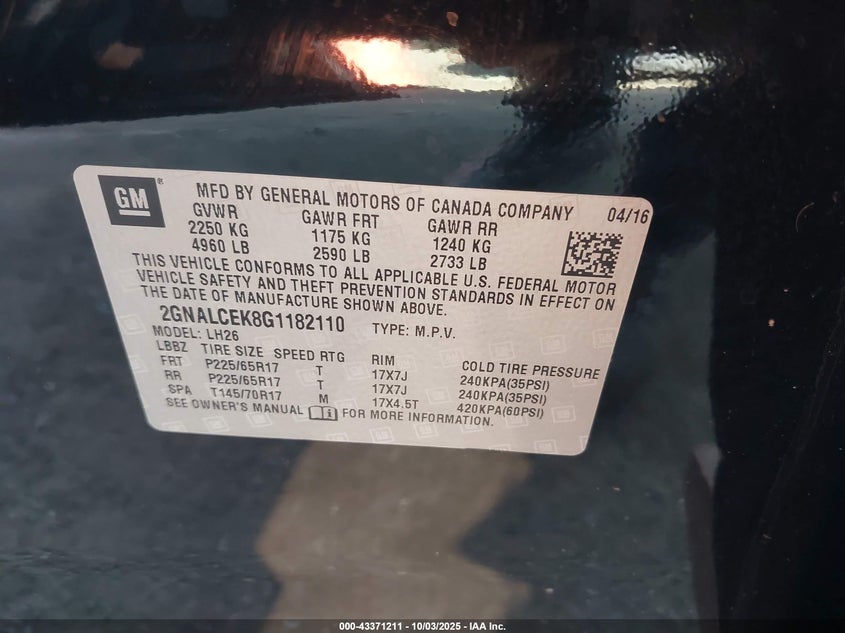 GM ®
MFD BY GENERAL MOTORS OF CANADA COMPANY 04/16
GVWR GAWR FRT GAWR RR
2250 KG 1175 KG 1240 KG
4960 LB 2590 LB 2733 LB
THIS VEHICLE CONFORMS TO ALL APPLICABLE U.S. FEDERAL MOTOR
VEHICLE SAFETY AND THEFT PREVENTION STANDARDS IN EFFECT ON
THE DATE OF MANUFACTURE SHOWN ABOVE.
2GNALCEK8G1182110 TYPE: M.P.V.
MODEL: LH26
LBBZ TIRE SIZE SPEED RTG RIM COLD TIRE PRESSURE
FRT P225/65R17 T 17X7J 240KPA(35PSI)
RR P225/65R17 T 17X7J 240KPA(35PSI)
SPA T145/70R17 M 17X4.5T 420KPA(60PSI)
SEE OWNER'S MANUAL FOR MORE INFORMATION.
000-43371211 - 10/03/2025 - IAA Inc.